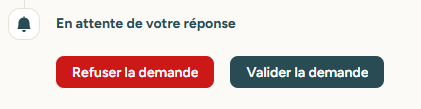 En attente de votre réponse
Refuser la demande Valider la demande